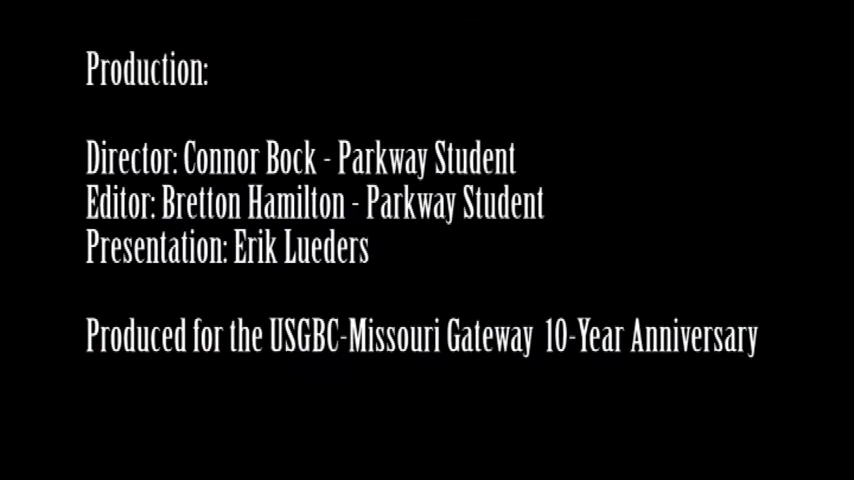 Production:
Director: Connor Bock - Parkway Student
Editor: Bretton Hamilton - Parkway Student
Presentation: Erik Lueders
Produced for the USGBC-Missouri Gateway 10-Year Anniversary